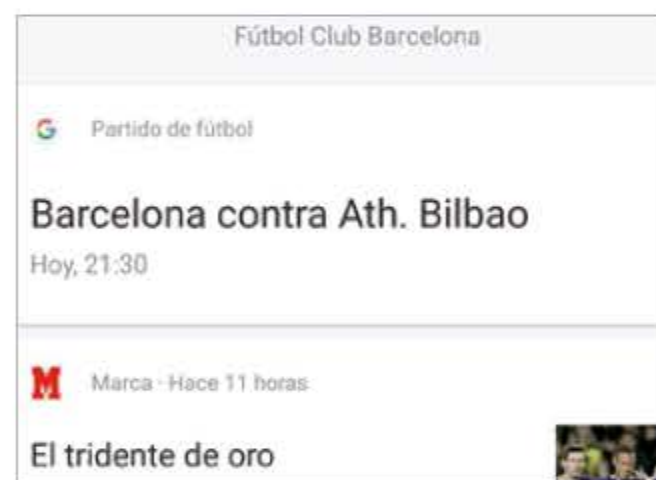 Fútbol Club Barcelona
G Partido de fútbol
Barcelona contra Ath. Bilbao
Hoy, 21:30
M Marca · Hace 11 horas
El tridente de oro